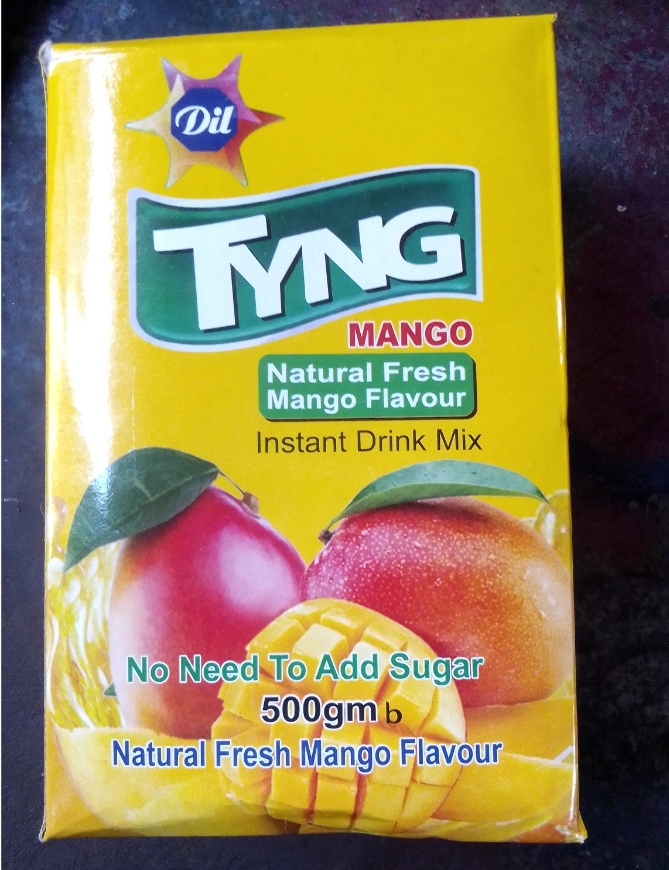 Dil
TYNG
MANGO
Natural Fresh
Mango Flavour
Instant Drink Mix
No Need To Add Sugar
500gm b
Natural Fresh Mango Flavour